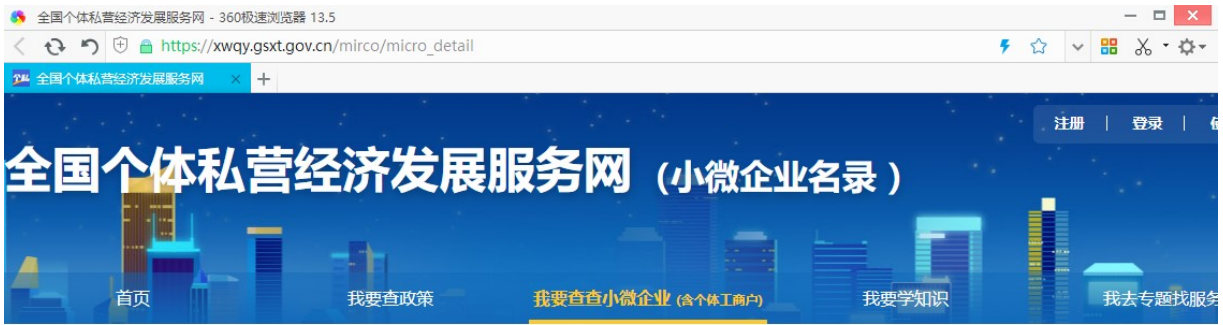 全国个体私营经济发展服务网 - 360极速浏览器 13.5
https://xwqy.gsxt.gov.cn/mirco/micro_detail
全国个体私营经济发展服务网
注册 | 登录 |
全国个体私营经济发展服务网（小微企业名录）
首页 我要查政策 我要查查小微企业 (含个体工商户) 我要学知识 我去专题找服务